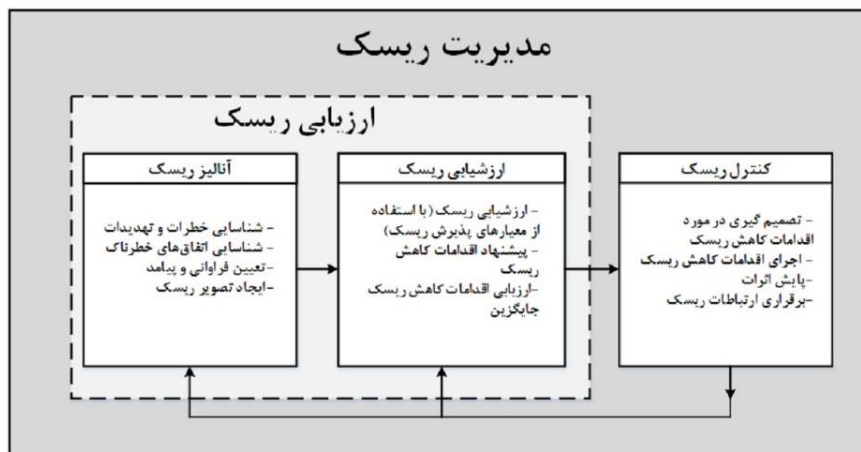 مدیریت ریسک
ارزیابی ریسک
آنالیز ریسک
- شناسایی خطرات و تهدیدات
- شناسایی اتفاق‌های خطرناک
- تعیین فراوانی و پیامد
- ایجاد تصویر ریسک
ارزشیابی ریسک
- ارزشیابی ریسک (با استفاده
از معیارهای پذیرش ریسک)
- پیشنهاد اقدامات کاهش
ریسک
- ارزیابی اقدامات کاهش ریسک
جایگزین
کنترل ریسک
- تصمیم گیری در مورد
اقدامات کاهش ریسک
- اجرای اقدامات کاهش ریسک
- پایش اثرات
- برقراری ارتباطات ریسک